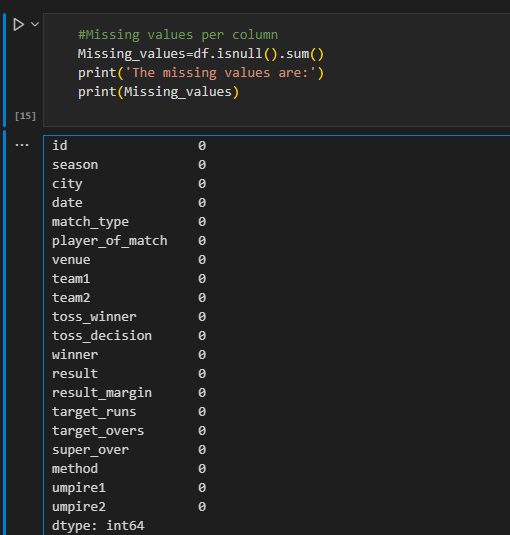 #Missing values per column
Missing_values=df.isnull().sum()
print('The missing values are:')
print(Missing_values)
[15]
...
id 0
season 0
city 0
date 0
match_type 0
player_of_match 0
venue 0
team1 0
team2 0
toss_winner 0
toss_decision 0
winner 0
result 0
result_margin 0
target_runs 0
target_overs 0
super_over 0
method 0
umpire1 0
umpire2 0
dtype: int64